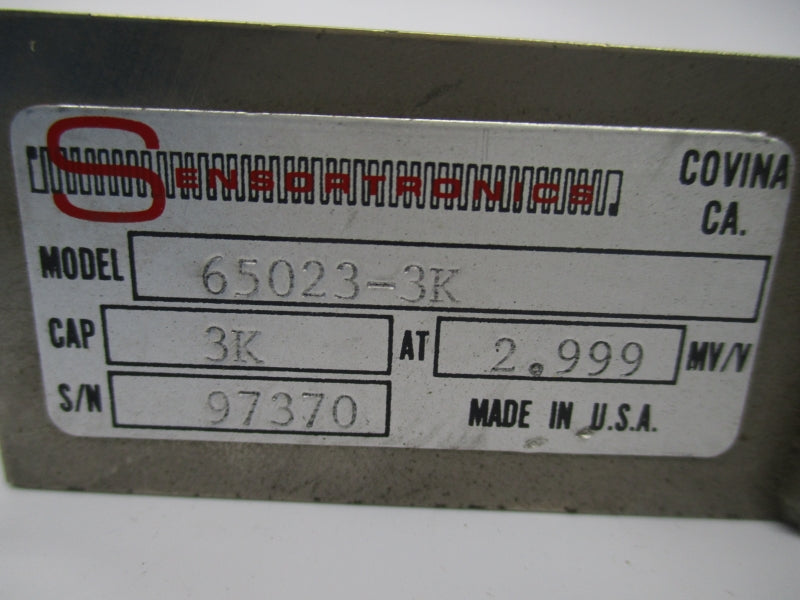 SENSORTRONICS
COVINA
CA.
MODEL 65023-3K
CAP 3K AT 2.999 MV/V
S/N 97370 MADE IN U.S.A.